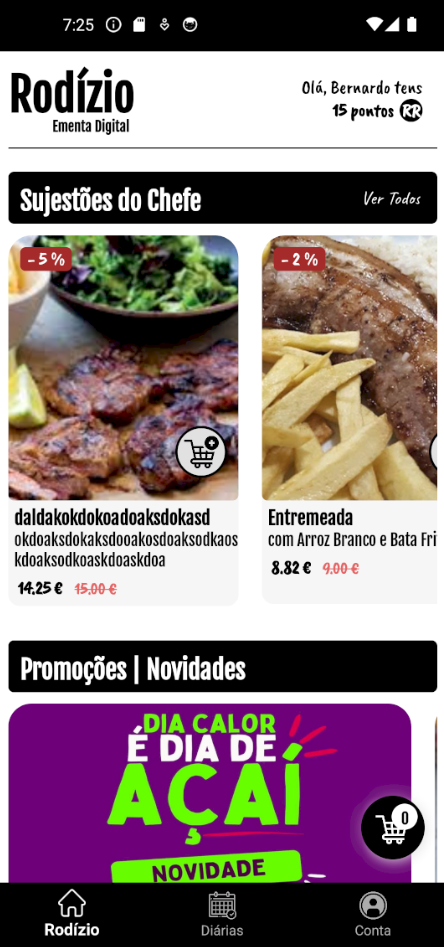 7:25
Rodízio
Ementa Digital
Olá, Bernardo tens
15 pontos RR
Sujestões do Chefe
Ver Todos
- 5 %
daldakokdokoadoaksdokasd
okdoaksdokaksdooakosdoaksodkaos
kdoaksodkoaskdoaskdoa
14.25 € 15.00 €
- 2 %
Entremeada
com Arroz Branco e Bata Fri
8.82 € 9.00 €
Promoções | Novidades
DIA CALOR
É DIA DE
AÇAÍ
NOVIDADE
0
Rodízio
Diárias
Conta